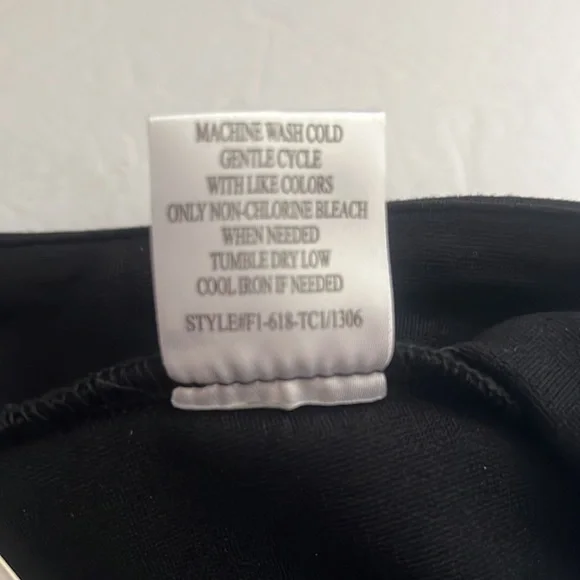 MACHINE WASH COLD
GENTLE CYCLE
WITH LIKE COLORS
ONLY NON-CHLORINE BLEACH
WHEN NEEDED
TUMBLE DRY LOW
COOL IRON IF NEEDED
STYLE#F1-618-TC1/1306